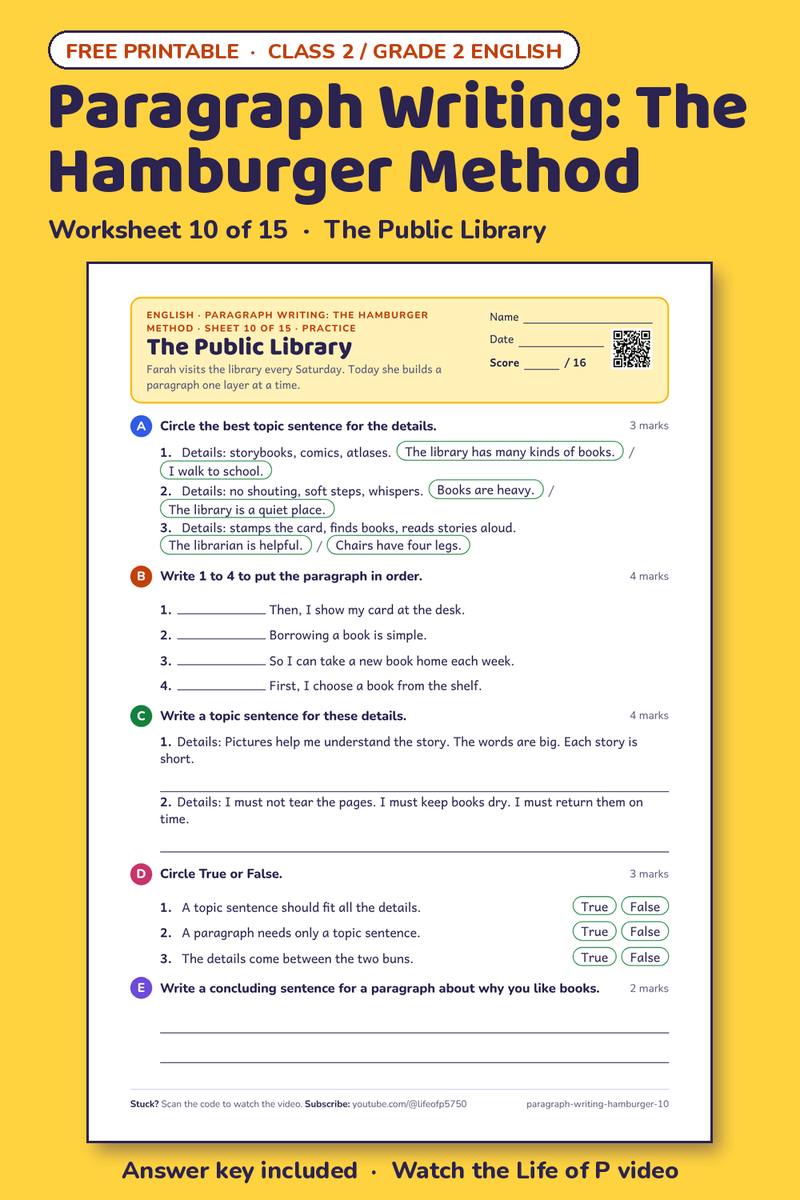 FREE PRINTABLE · CLASS 2 / GRADE 2 ENGLISH
Paragraph Writing: The
Hamburger Method
Worksheet 10 of 15 · The Public Library
ENGLISH · PARAGRAPH WRITING: THE HAMBURGER
METHOD · SHEET 10 OF 15 · PRACTICE
The Public Library
Farah visits the library every Saturday. Today she builds a
paragraph one layer at a time.
Name
Date
Score / 16
A Circle the best topic sentence for the details. 3 marks
1. Details: storybooks, comics, atlases. The library has many kinds of books. /
I walk to school.
2. Details: no shouting, soft steps, whispers. Books are heavy. /
The library is a quiet place.
3. Details: stamps the card, finds books, reads stories aloud.
The librarian is helpful. / Chairs have four legs.
B Write 1 to 4 to put the paragraph in order. 4 marks
1. Then, I show my card at the desk.
2. Borrowing a book is simple.
3. So I can take a new book home each week.
4. First, I choose a book from the shelf.
C Write a topic sentence for these details. 4 marks
1. Details: Pictures help me understand the story. The words are big. Each story is
short.
2. Details: I must not tear the pages. I must keep books dry. I must return them on
time.
D Circle True or False. 3 marks
1. A topic sentence should fit all the details. True False
2. A paragraph needs only a topic sentence. True False
3. The details come between the two buns. True False
E Write a concluding sentence for a paragraph about why you like books. 2 marks
Stuck? Scan the code to watch the video. Subscribe: youtube.com/@lifeofp5750 paragraph-writing-hamburger-10
Answer key included · Watch the Life of P video